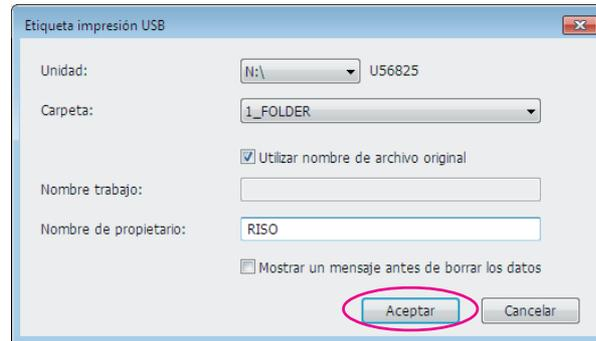 Etiqueta impresión USB
Unidad: N:\ U56825
Carpeta: 1_FOLDER
Utilizar nombre de archivo original
Nombre trabajo:
Nombre de propietario: RISO
Mostrar un mensaje antes de borrar los datos
Aceptar Cancelar